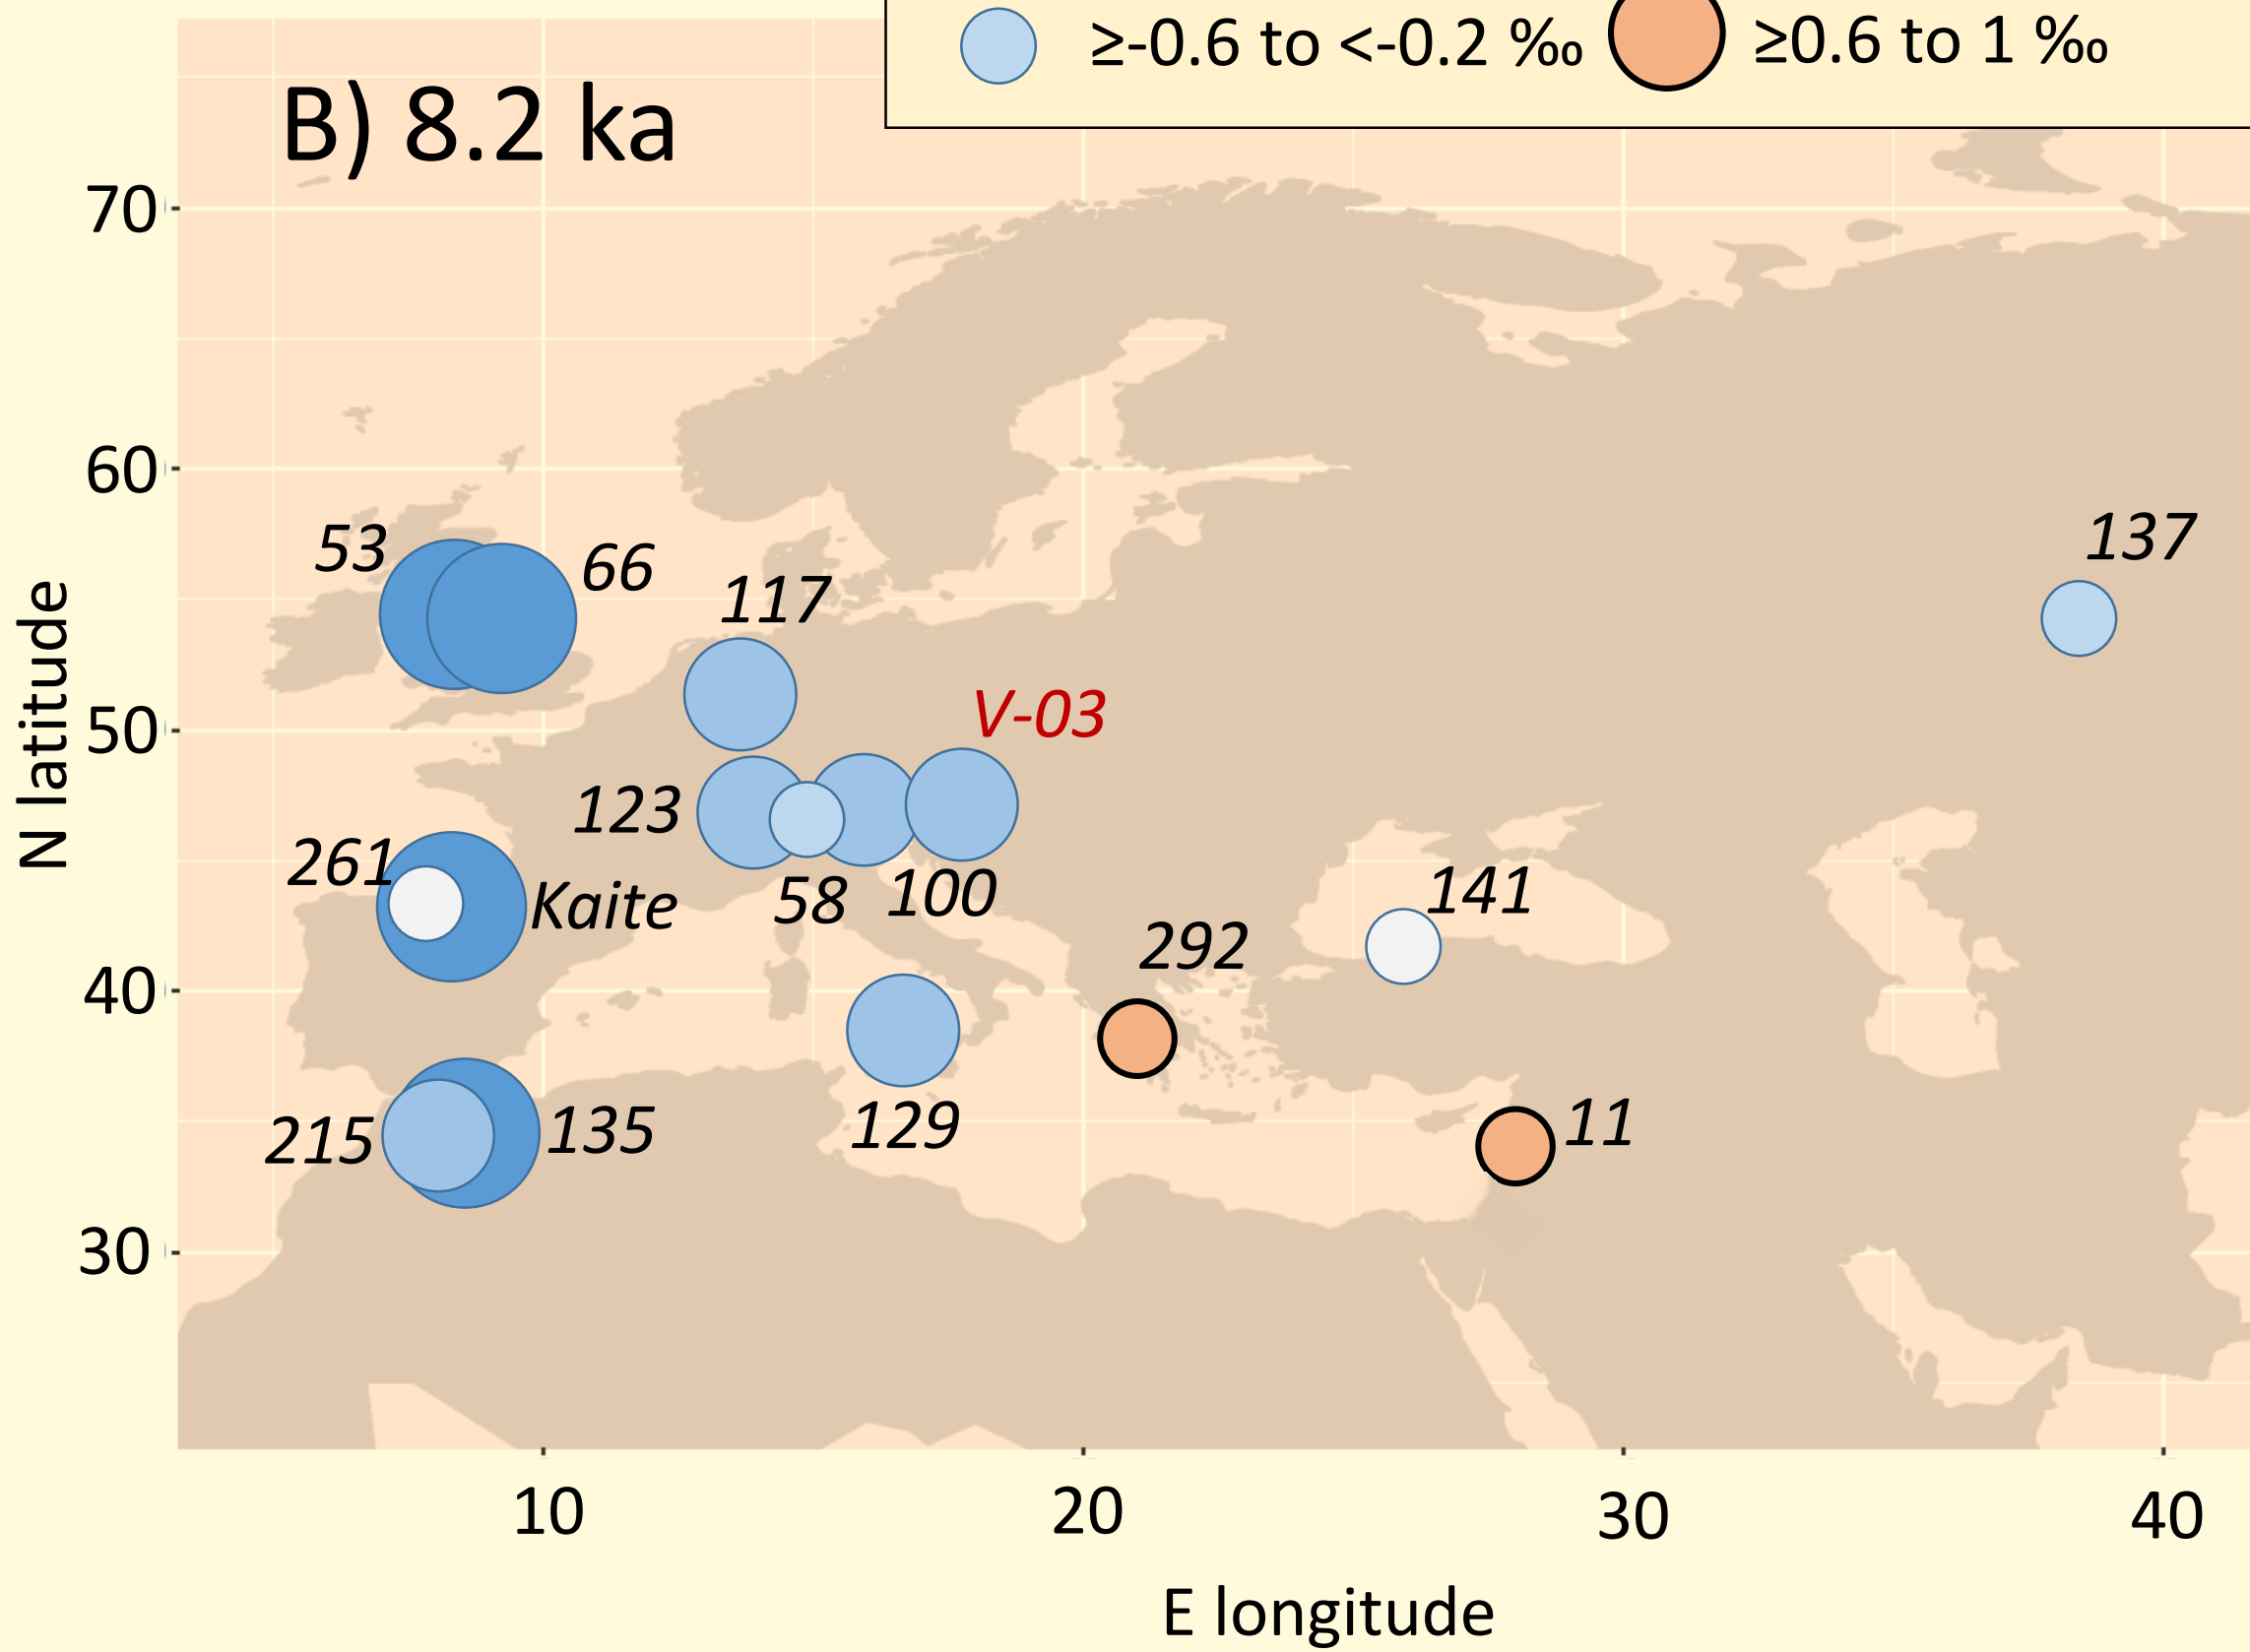 ≥-0.6 to <-0.2 ‰ ≥0.6 to 1 ‰
B) 8.2 ka
70
60
53
66
117
137
50
V-03
123
261
Kaite
58
100
141
292
40
215
135
129
11
30
10 20 30 40
N latitude
E longitude